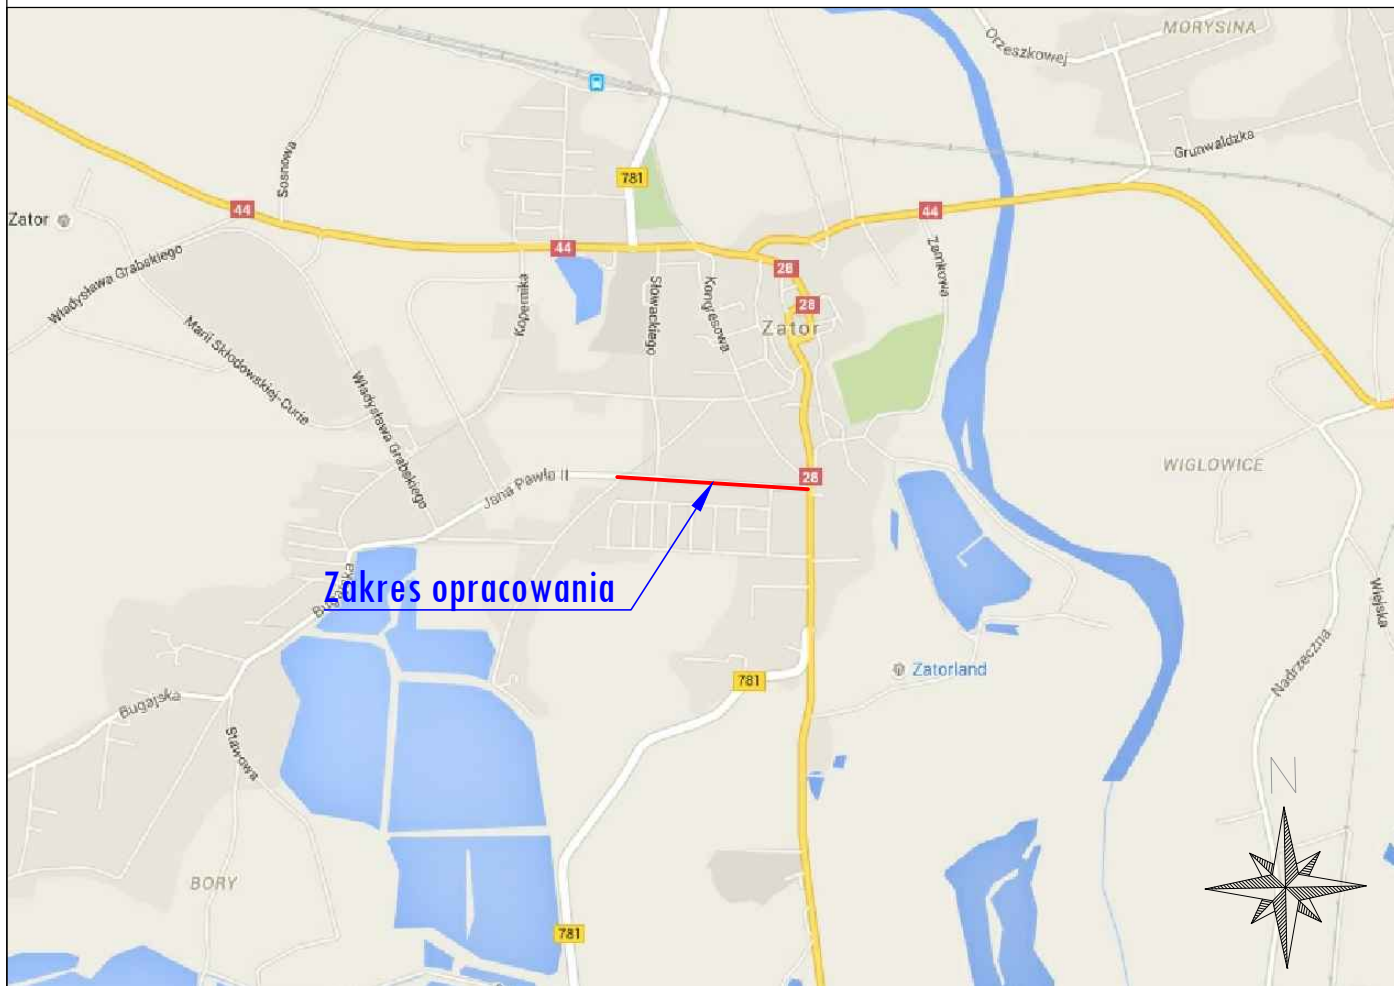 MORYSINA
Orzeszkowej
Grunwaldzka
Sosnowa
781
44
Zator
44
44
Władysława Grabskiego
Zamkowa
28
Kopernika
Słowackiego
Kongresowa
28
Zator
Marii Skłodowskiej-Curie
Władysława Grabskiego
WIGLOWICE
28
Jana Pawła II
Zakres opracowania
Bugajska
Wiejska
Nadrzeczna
Zatorland
781
Bugajska
Stawowa
N
BORY
781